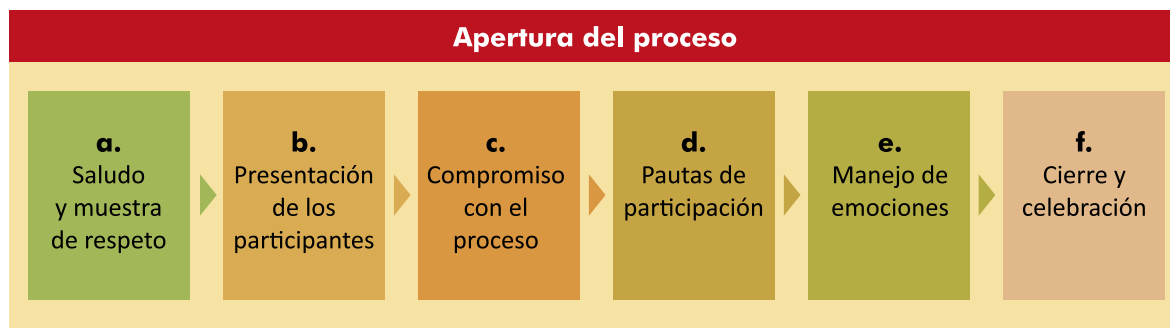 Apertura del proceso
a.
Saludo
y muestra
de respeto
b.
Presentación
de los
participantes
c.
Compromiso
con el
proceso
d.
Pautas de
participación
e.
Manejo de
emociones
f.
Cierre y
celebración